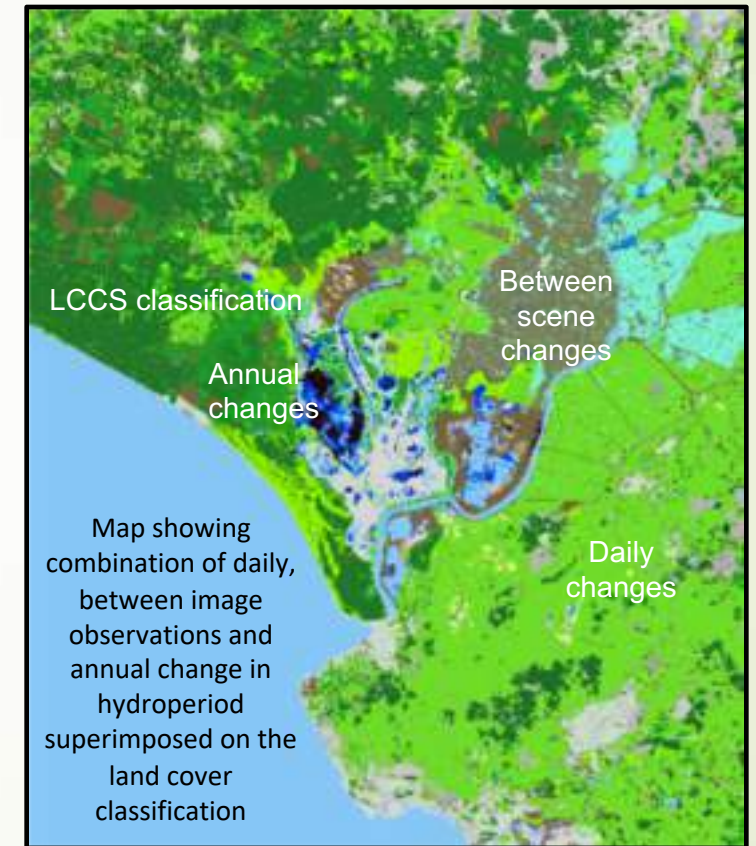 LCCS classification
Between
scene
changes
Annual
changes
Daily
changes
Map showing
combination of daily,
between image
observations and
annual change in
hydroperiod
superimposed on the
land cover
classification